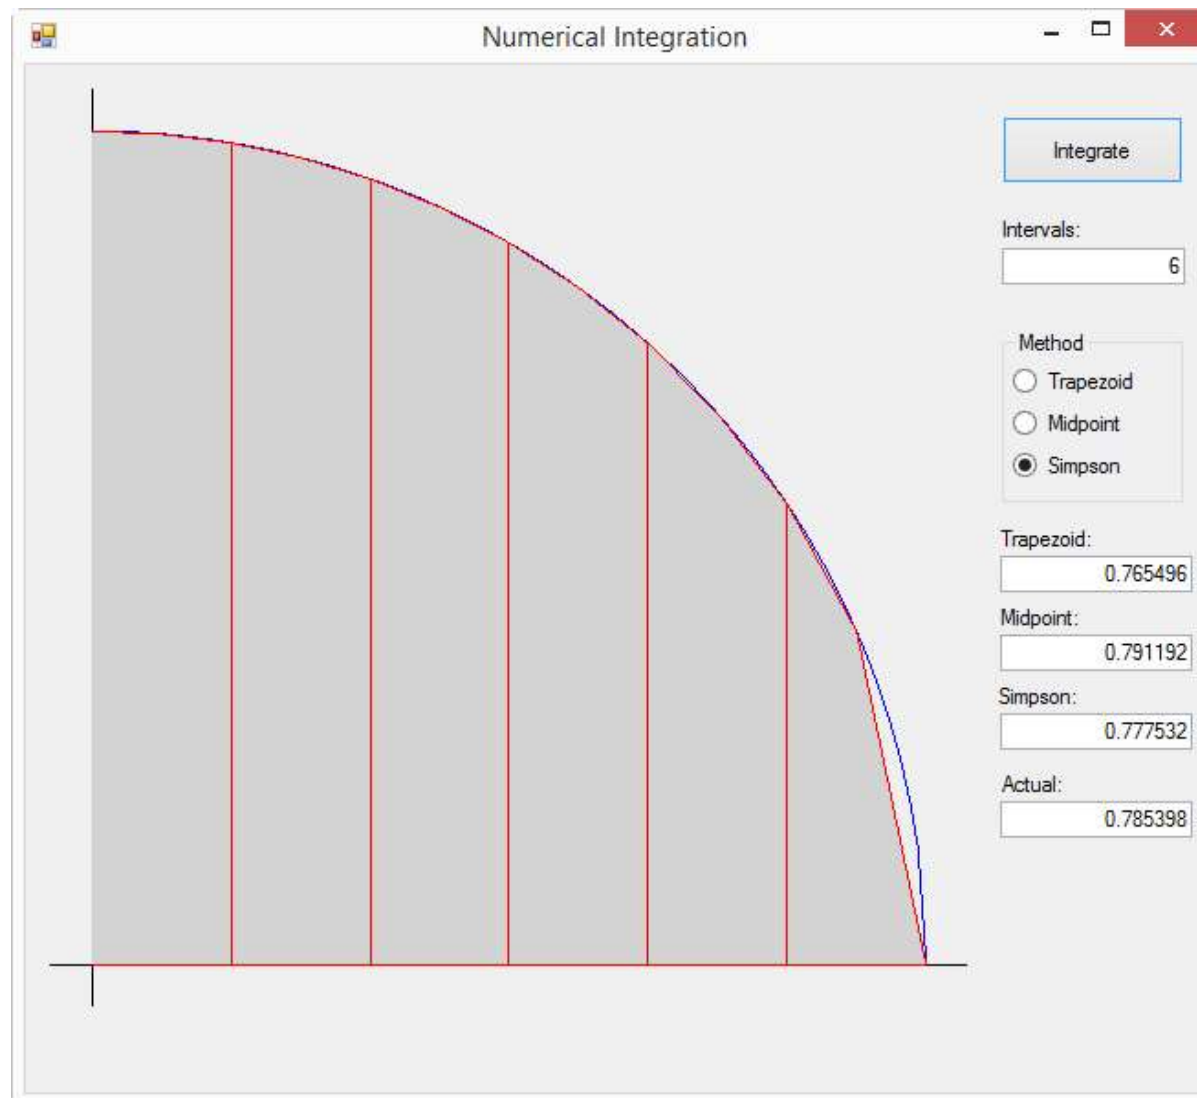 Numerical Integration
Integrate
Intervals:
6
Method
Trapezoid
Midpoint
Simpson
Trapezoid:
0.765496
Midpoint:
0.791192
Simpson:
0.777532
Actual:
0.785398